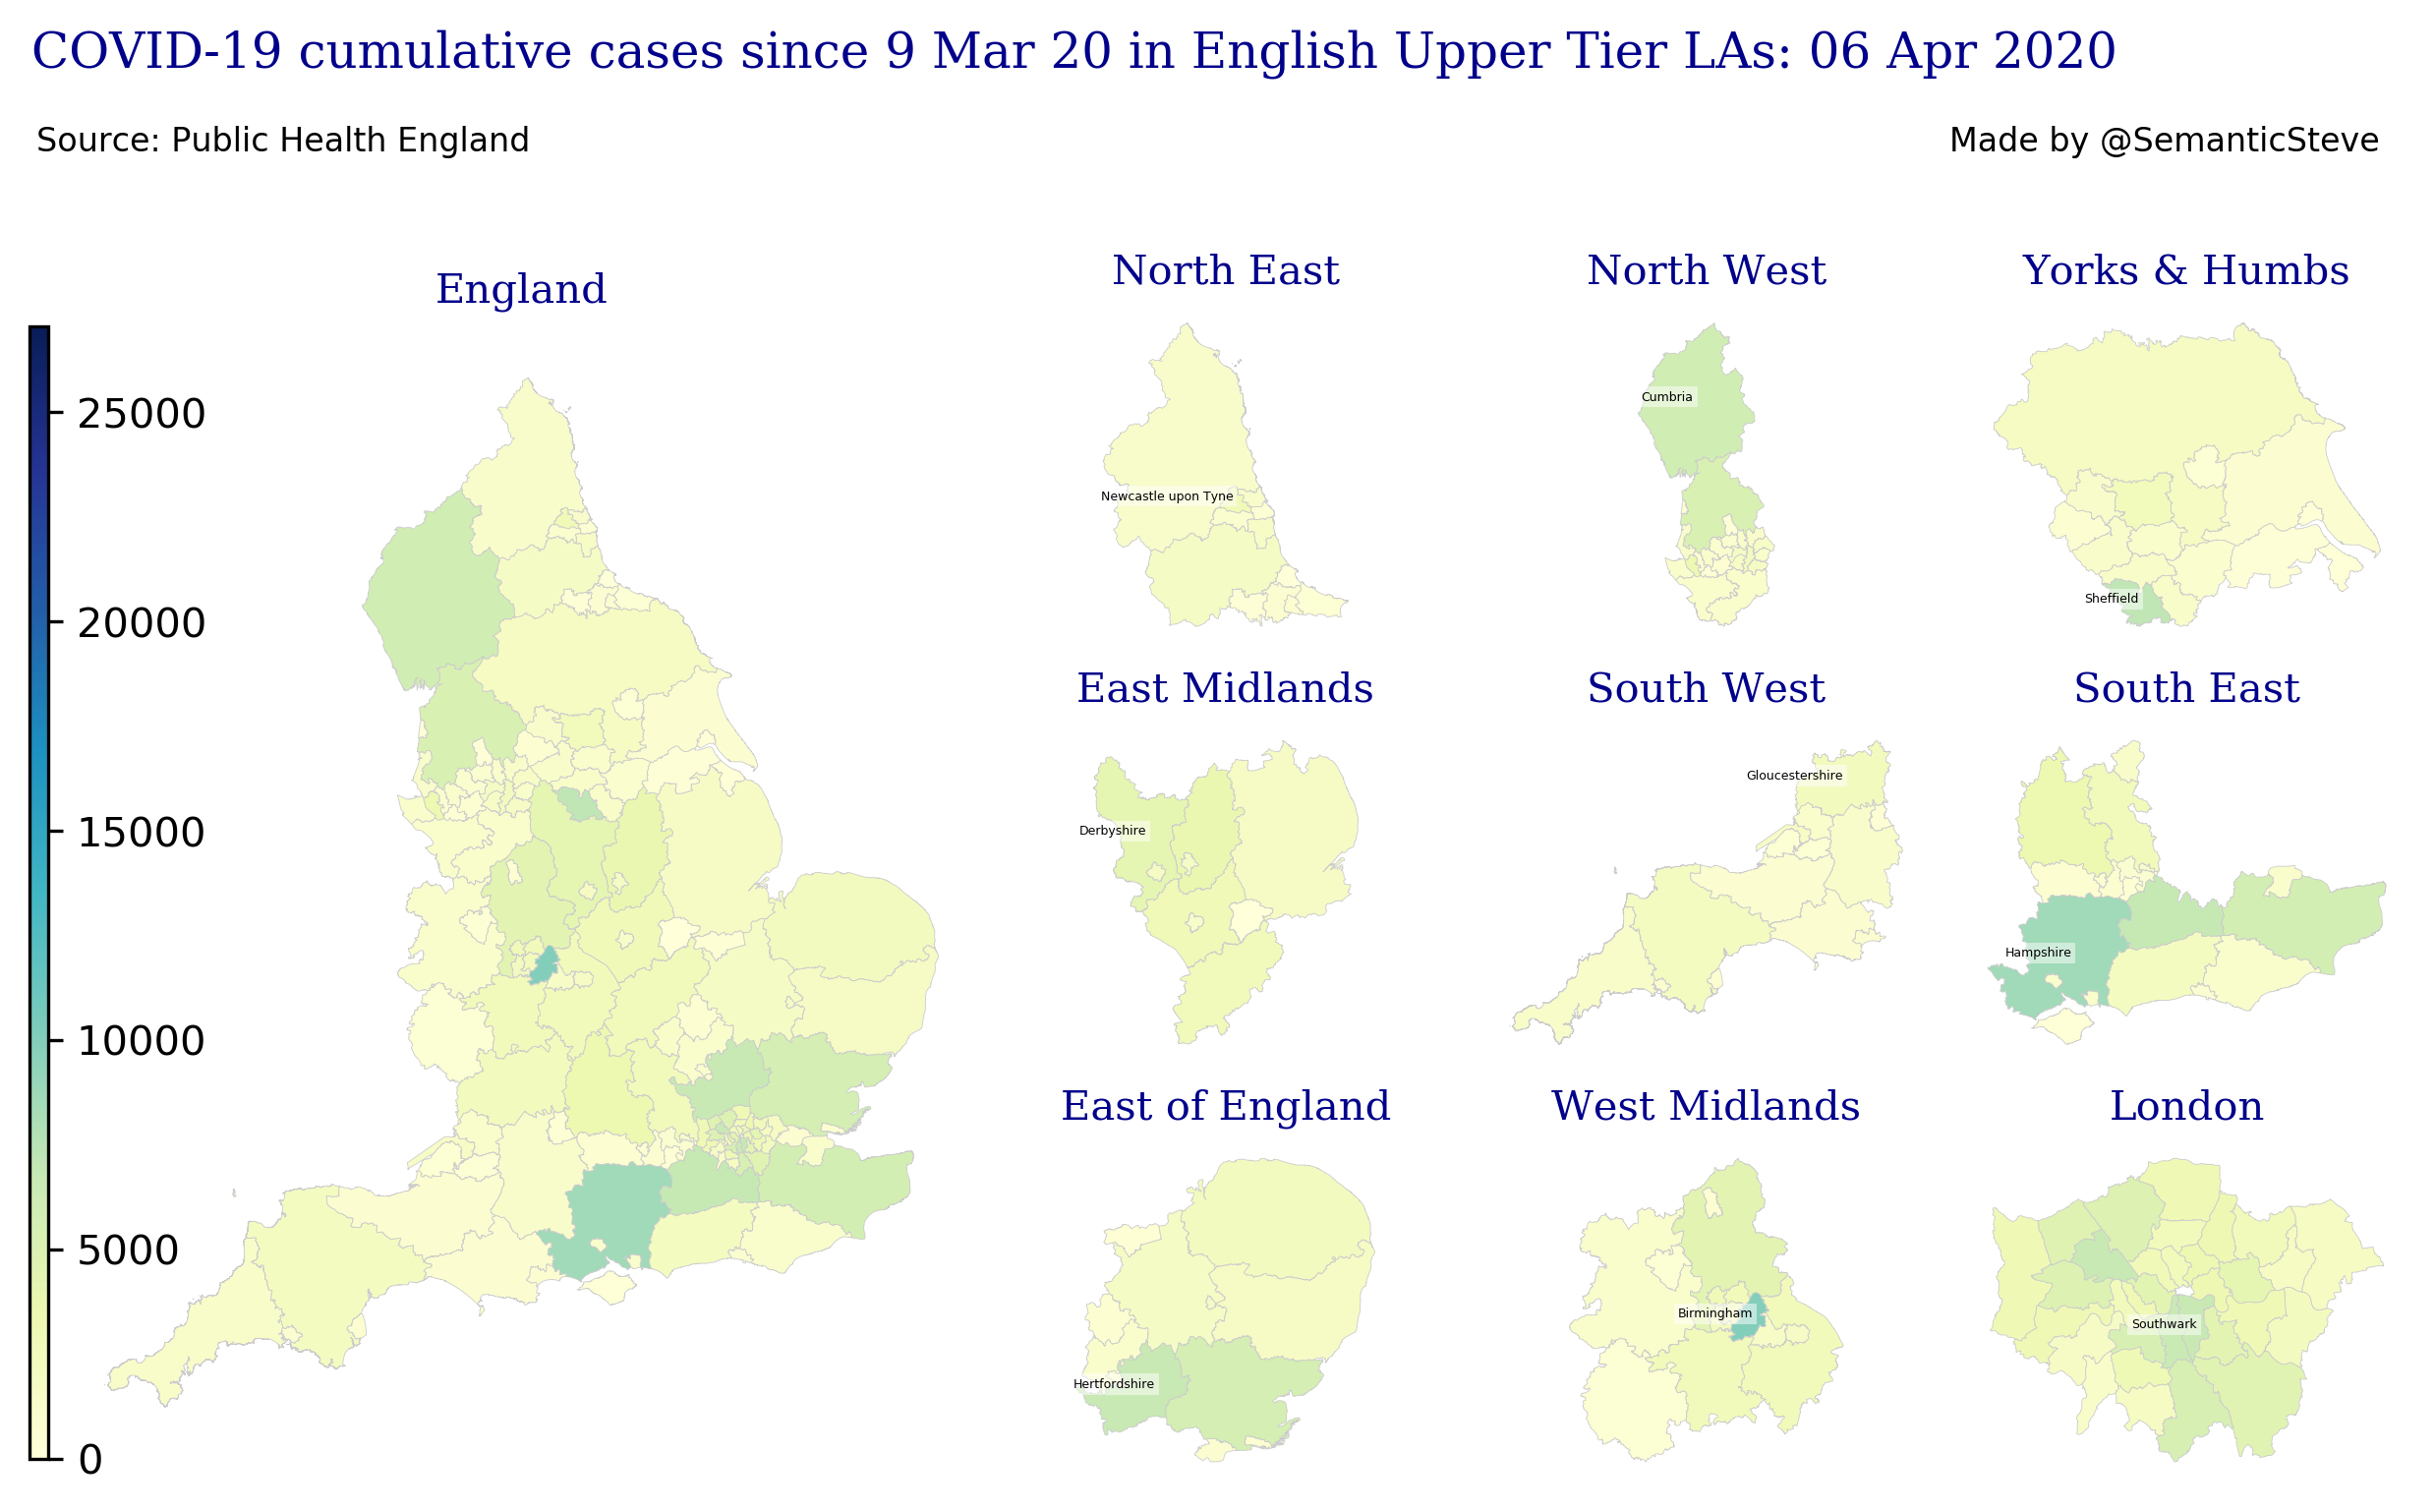 COVID-19 cumulative cases since 9 Mar 20 in English Upper Tier LAs: 06 Apr 2020
Source: Public Health England
Made by @SemanticSteve
England
25000
20000
15000
10000
5000
0
North East
Newcastle upon Tyne
North West
Cumbria
Yorks & Humbs
Sheffield
East Midlands
Derbyshire
South West
Gloucestershire
South East
Hampshire
East of England
Hertfordshire
West Midlands
Birmingham
London
Southwark